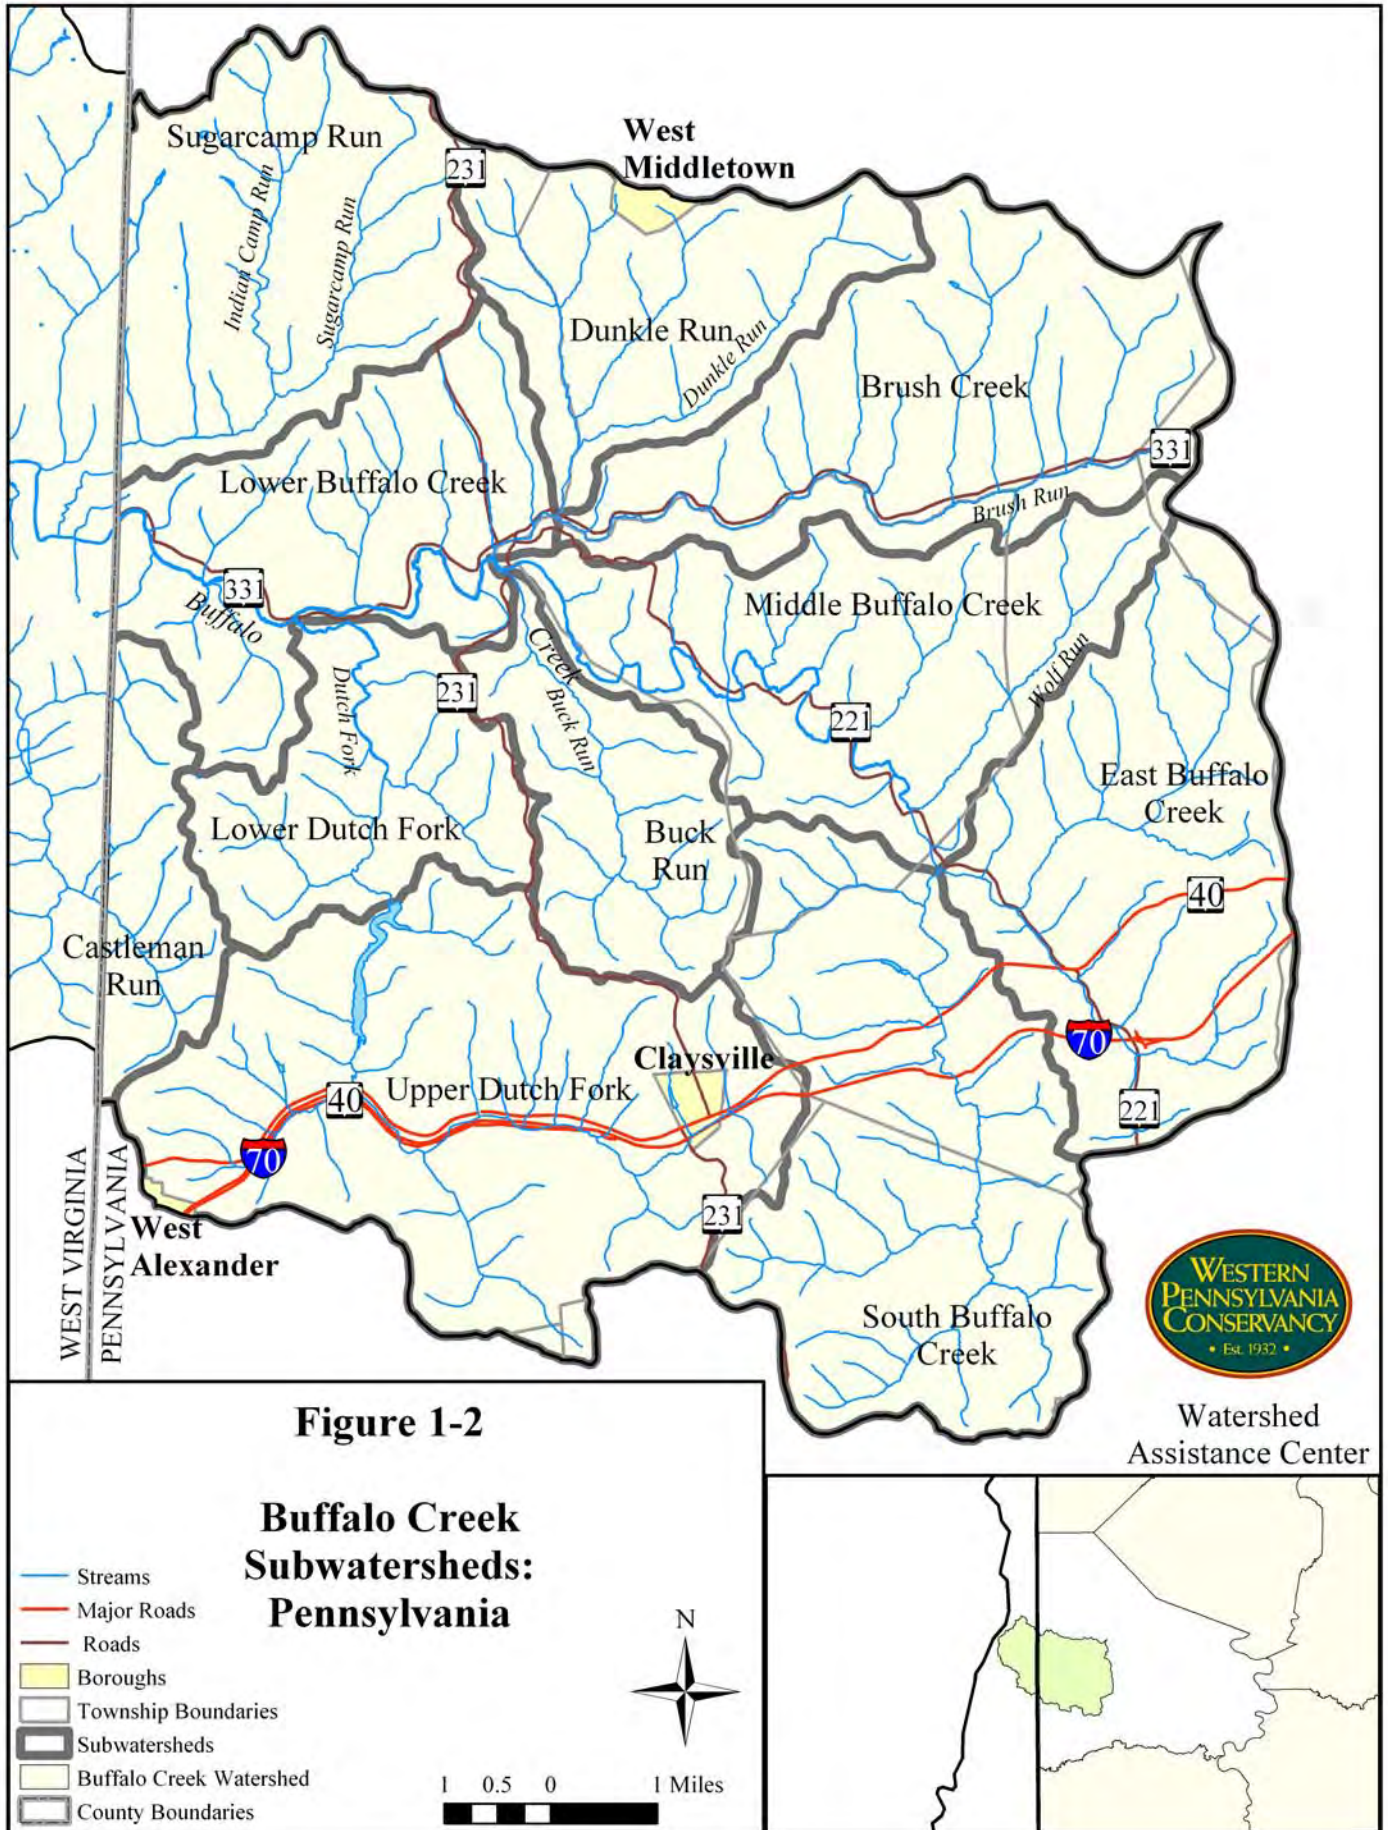 West
Middletown
Sugarcamp Run
231
Indian Camp Run
Sugarcamp Run
Dunkle Run
Dunkle Run
Brush Creek
331
Brush Run
Lower Buffalo Creek
331
Buffalo
Creek
Middle Buffalo Creek
Wolf Run
Dutch Fork
231
Buck Run
221
East Buffalo
Creek
Lower Dutch Fork
Buck
Run
40
Castleman
Run
70
Claysville
Upper Dutch Fork
40
221
70
WEST VIRGINIA
PENNSYLVANIA
West
Alexander
231
South Buffalo
Creek
WESTERN
PENNSYLVANIA
CONSERVANCY
• Est. 1932 •
Watershed
Assistance Center
Figure 1-2
Buffalo Creek
Subwatersheds:
Pennsylvania
Streams
Major Roads
Roads
Boroughs
Township Boundaries
Subwatersheds
Buffalo Creek Watershed
County Boundaries
N
1 0.5 0 1 Miles